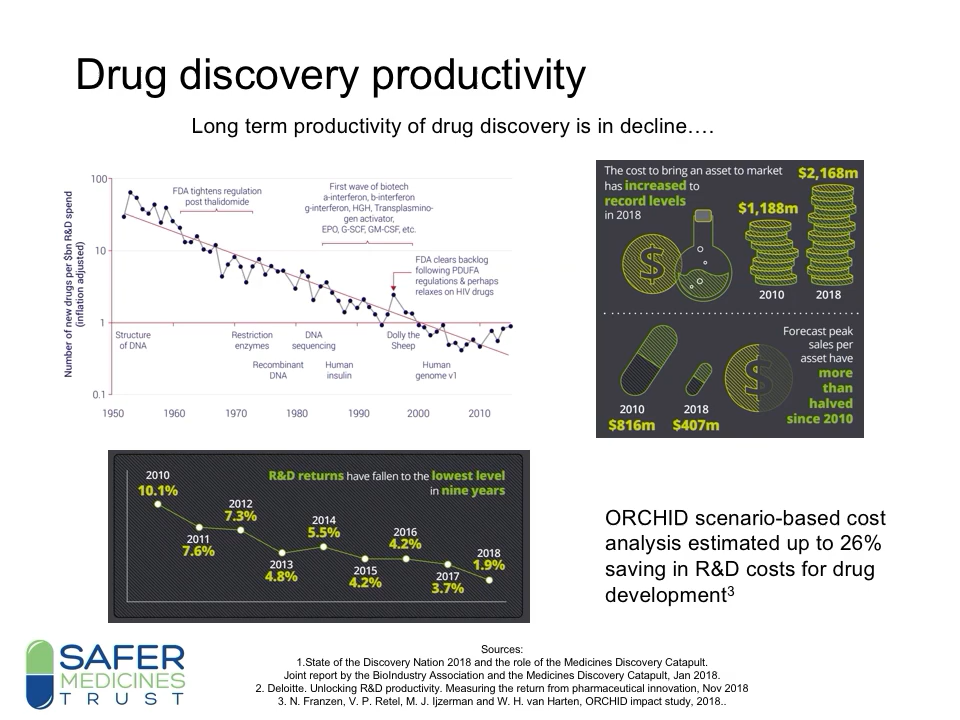 Drug discovery productivity
Long term productivity of drug discovery is in decline….
Number of new drugs per $bn R&D spend
(inflation adjusted)
100
10
1
0.1
FDA tightens regulation
post thalidomide
First wave of biotech
a-interferon, b-interferon
g-interferon, HGH, Transplasmino-
gen activator,
EPO, G-SCF, GM-CSF, etc.
FDA clears backlog
following PDUFA
regulations & perhaps
relaxes on HIV drugs
Structure
of DNA
Restriction
enzymes
DNA
sequencing
Dolly the
Sheep
Recombinant
DNA
Human
insulin
Human
genome v1
1950
1960
1970
1980
1990
2000
2010
The cost to bring an asset to market
has increased to
record levels
in 2018
$1,188m
$2,168m
2010
2018
Forecast peak
sales per
asset have
more
than
halved
since 2010
2010
$816m
2018
$407m
R&D returns have fallen to the lowest level
in nine years
2010
10.1%
2011
7.6%
2012
7.3%
2013
4.8%
2014
5.5%
2015
4.2%
2016
4.2%
2017
3.7%
2018
1.9%
ORCHID scenario-based cost
analysis estimated up to 26%
saving in R&D costs for drug
development3
SAFER
MEDICINES
TRUST
Sources:
1.State of the Discovery Nation 2018 and the role of the Medicines Discovery Catapult.
Joint report by the BioIndustry Association and the Medicines Discovery Catapult, Jan 2018.
2. Deloitte. Unlocking R&D productivity. Measuring the return from pharmaceutical innovation, Nov 2018
3. N. Franzen, V. P. Retel, M. J. Ijzerman and W. H. van Harten, ORCHID impact study, 2018..